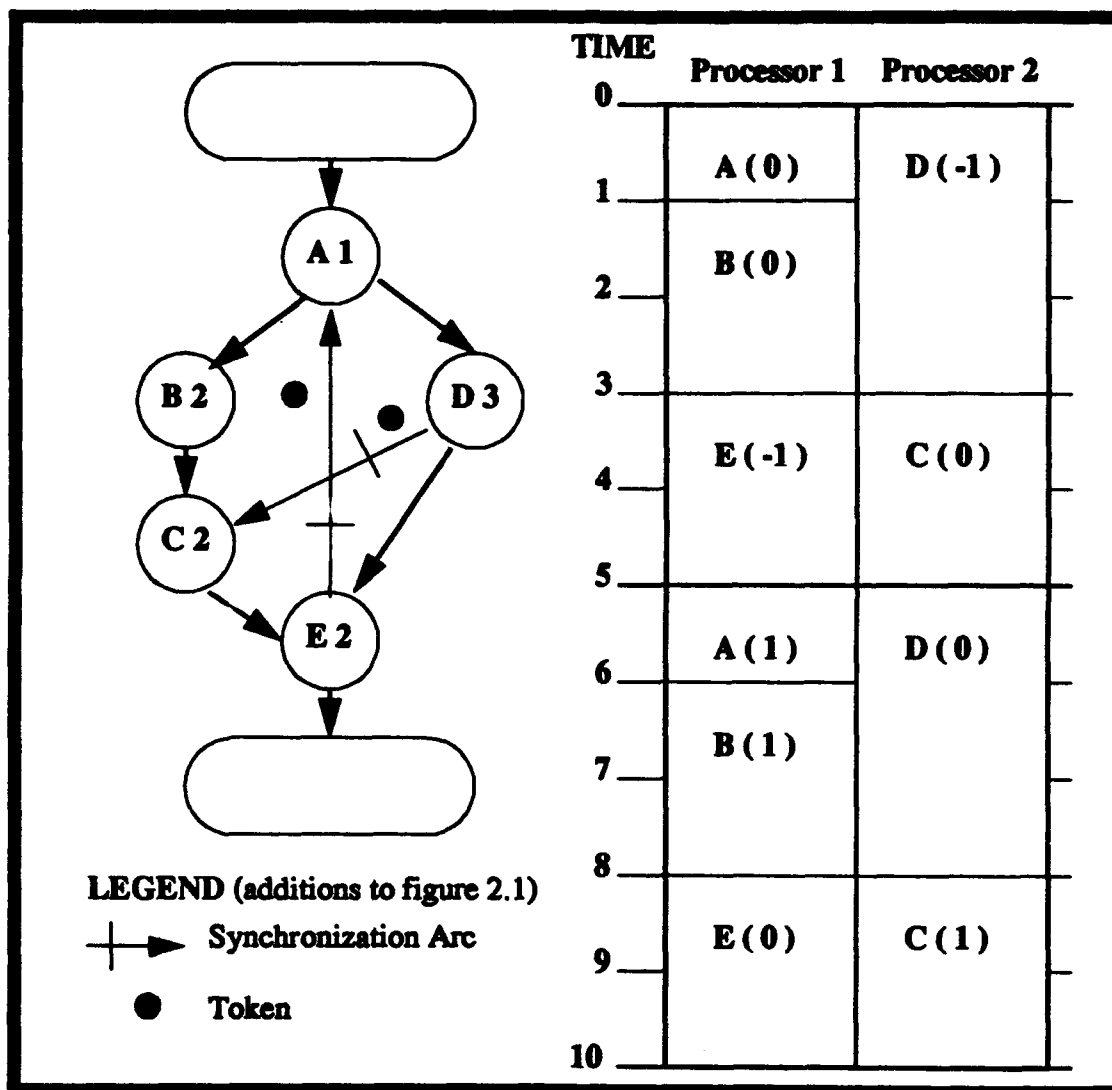 A 1
B 2
D 3
C 2
E 2
LEGEND (additions to figure 2.1)
Synchronization Arc
Token
TIME
Processor 1 Processor 2
0
A (0) D (-1)
1
B (0)
2
3
E (-1) C (0)
4
5
A (1) D (0)
6
B (1)
7
8
E (0) C (1)
9
10